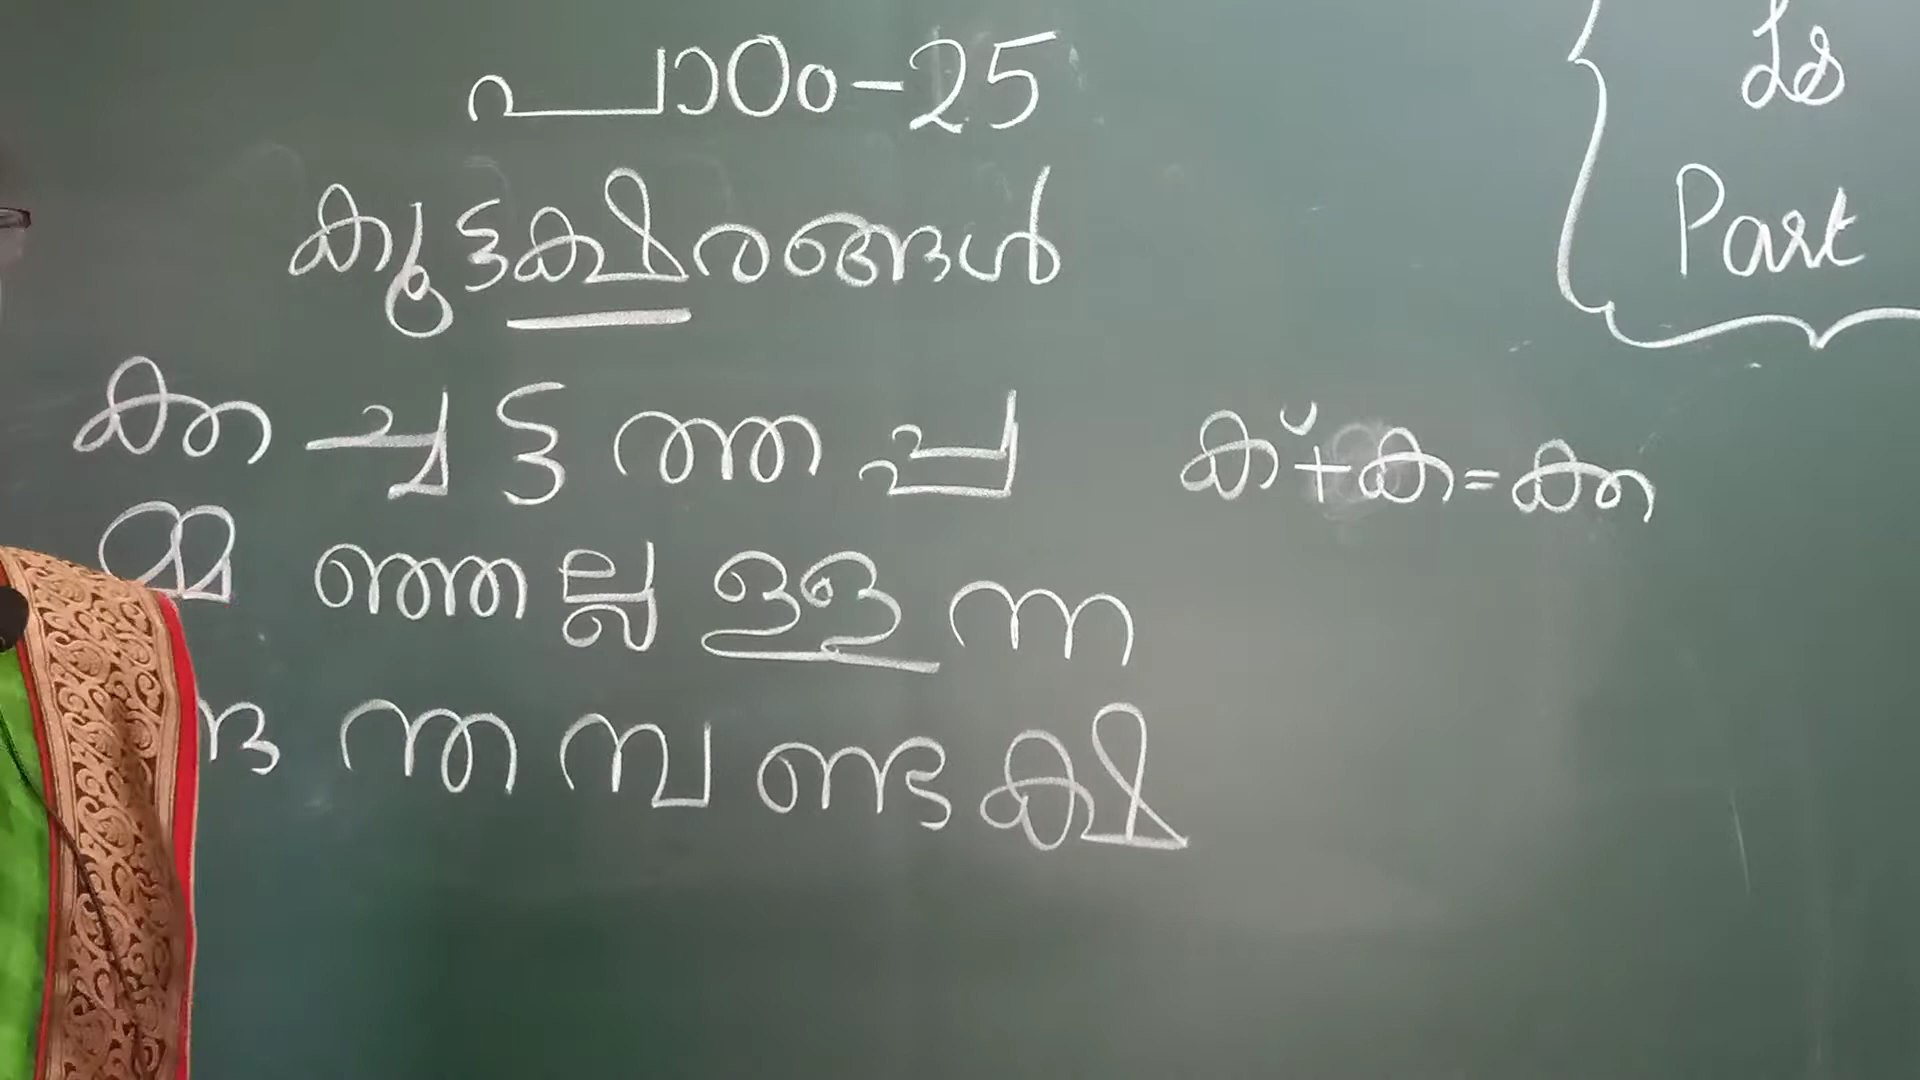 പാഠം-25
കൂട്ടക്ഷരങ്ങൾ
ക്ക ച്ച ട്ട ത്ത പ്പ ക്+ക=ക്ക
മ്മ ഞ്ഞ ല്ല ള്ള ന്ന
ന്ത മ്പ ണ്ട ക്ഷ
Part